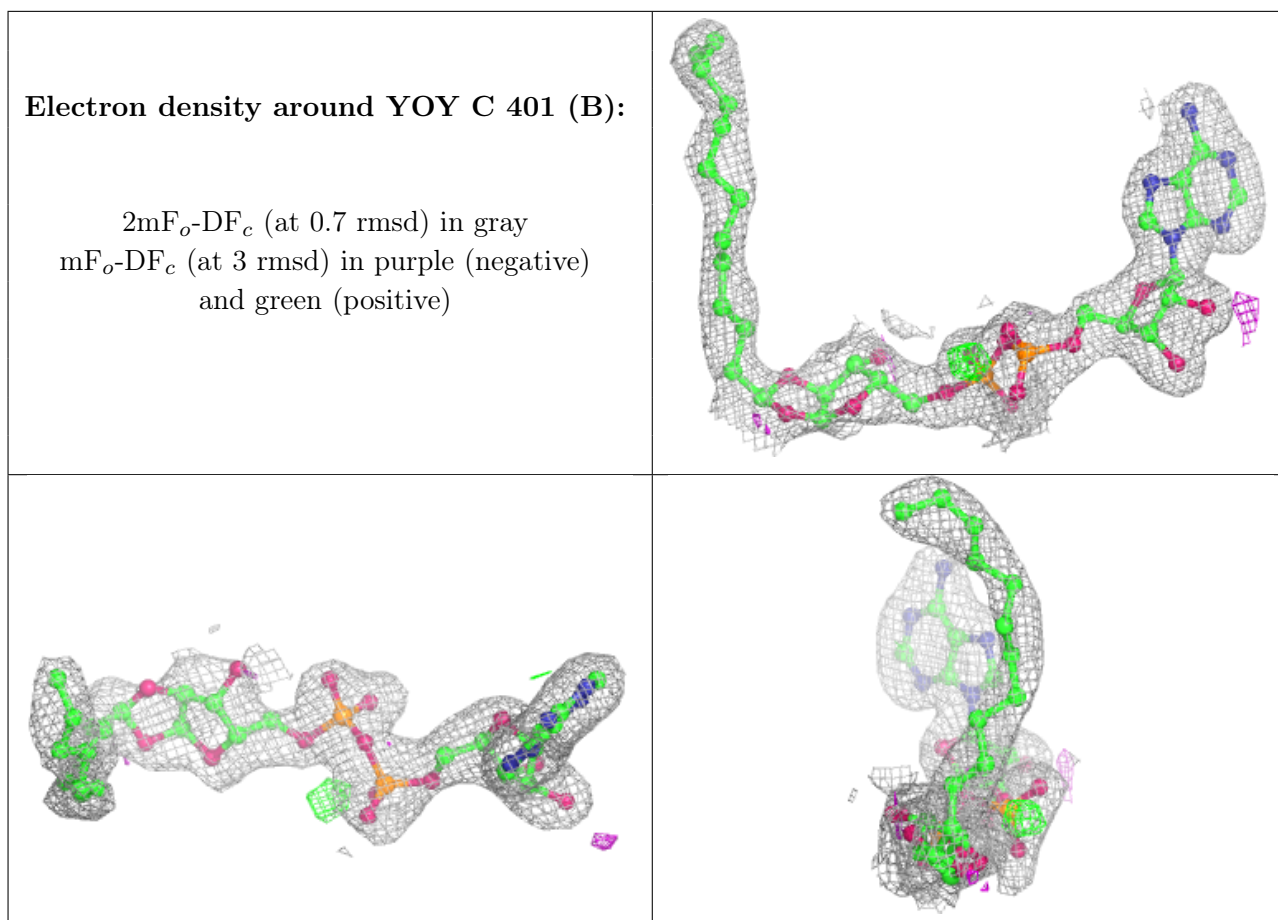 Electron density around YOY C 401 (B):
2mFo-DFc (at 0.7 rmsd) in gray
mFo-DFc (at 3 rmsd) in purple (negative)
and green (positive)